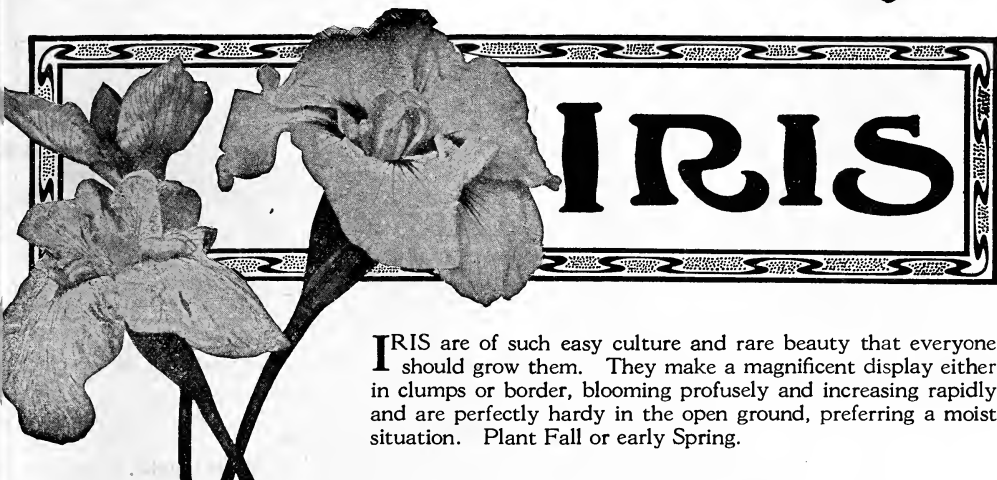 IRIS
IRIS are of such easy culture and rare beauty that everyone
should grow them. They make a magnificent display either
in clumps or border, blooming profusely and increasing rapidly
and are perfectly hardy in the open ground, preferring a moist
situation. Plant Fall or early Spring.